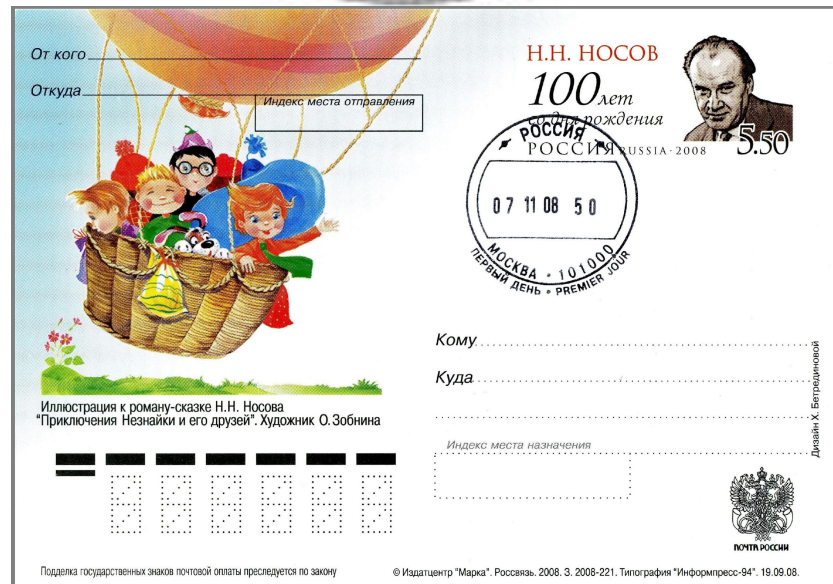 От кого
Откуда
Индекс места отправления
Н.Н. НОСОВ
100 лет
со дня рождения
РОССИЯ RUSSIA · 2008
5.50
РОССИЯ
07 11 08 50
МОСКВА · 101000
ПЕРВЫЙ ДЕНЬ · PREMIER JOUR
Кому
Куда
Индекс места назначения
Дизайн Х. Бетрединовой
Иллюстрация к роману-сказке Н.Н. Носова
"Приключения Незнайки и его друзей". Художник О. Зобнина
ПОЧТА РОССИИ
Подделка государственных знаков почтовой оплаты преследуется по закону
© Издатцентр "Марка". Россвязь. 2008. З. 2008-221. Типография "Информпресс-94". 19.09.08.